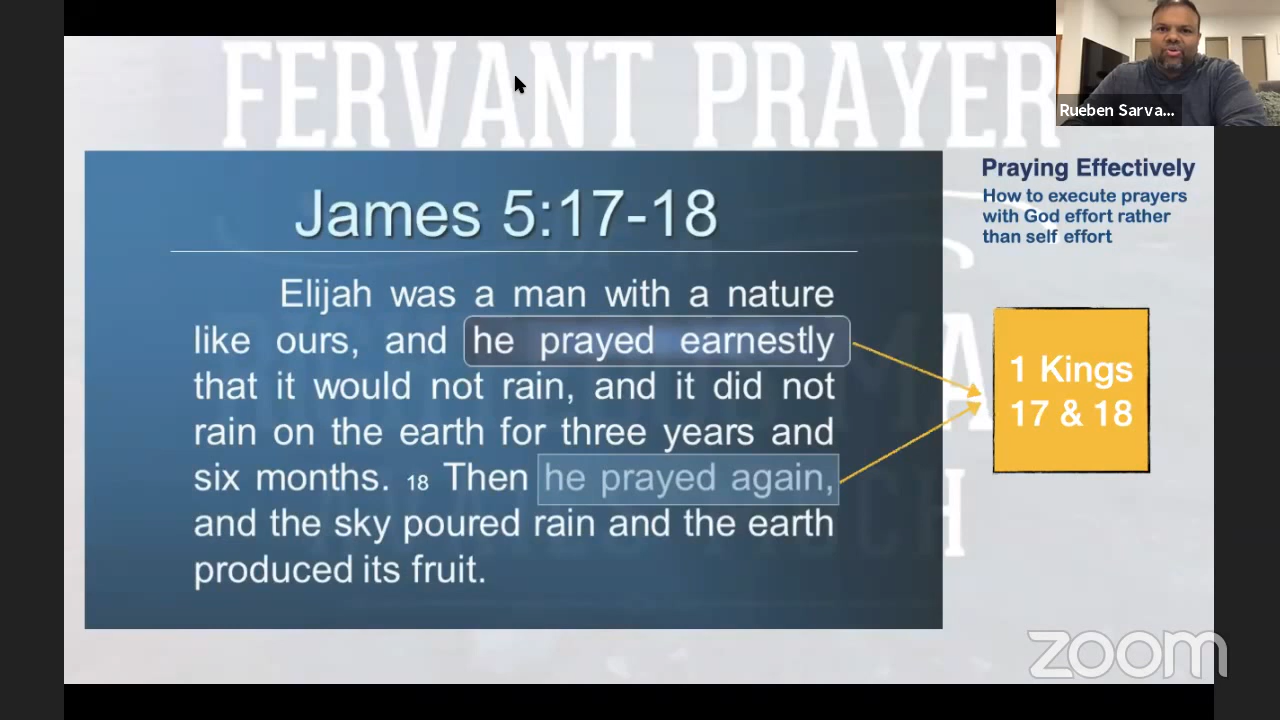 FERVANT PRAYER
Rueben Sarva...
Praying Effectively
How to execute prayers
with God effort rather
than self effort
James 5:17-18
Elijah was a man with a nature
like ours, and he prayed earnestly
that it would not rain, and it did not
rain on the earth for three years and
six months. 18 Then he prayed again,
and the sky poured rain and the earth
produced its fruit.
1 Kings
17 & 18
zoom